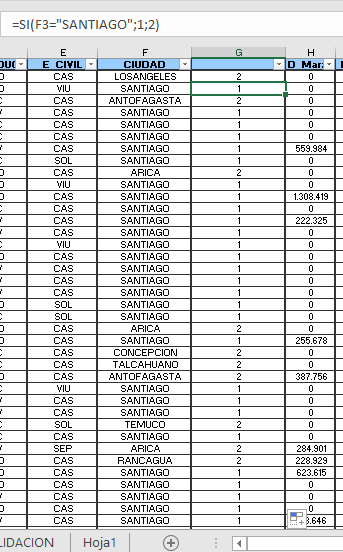 =SI(F3="SANTIAGO";1;2)
E F G H
E_CIVIL CIUDAD D_Mar
CAS LOSANGELES 2 0
VIU SANTIAGO 1 0
CAS ANTOFAGASTA 2 0
CAS SANTIAGO 1 0
CAS SANTIAGO 1 0
CAS SANTIAGO 1 0
CAS SANTIAGO 1 559.984
SOL SANTIAGO 1 0
CAS ARICA 2 0
VIU SANTIAGO 1 0
CAS SANTIAGO 1 1.308.419
CAS SANTIAGO 1 0
CAS SANTIAGO 1 222.325
CAS SANTIAGO 1 0
VIU SANTIAGO 1 0
CAS SANTIAGO 1 0
CAS SANTIAGO 1 0
CAS SANTIAGO 1 0
CAS SANTIAGO 1 0
SOL SANTIAGO 1 0
SOL SANTIAGO 1 0
CAS ARICA 2 0
CAS SANTIAGO 1 255.678
CAS CONCEPCION 2 0
CAS TALCAHUANO 2 0
CAS ANTOFAGASTA 2 387.756
VIU SANTIAGO 1 0
CAS SANTIAGO 1 0
CAS SANTIAGO 1 0
SOL TEMUCO 2 0
CAS SANTIAGO 1 0
SEP ARICA 2 284.901
CAS RANCAGUA 2 228.929
CAS SANTIAGO 1 623.615
CAS SANTIAGO 1 0
CAS SANTIAGO 1 0
CAS SANTIAGO 1
CAS SANTIAGO 1 .646
LIDACION Hoja1